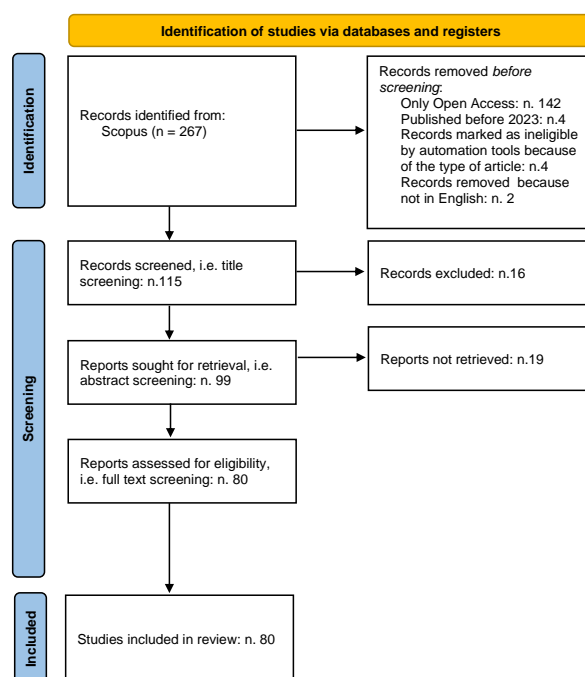 Identification of studies via databases and registers
Identification
Records identified from:
Scopus (n = 267)
Records removed before
screening:
Only Open Access: n. 142
Published before 2023: n.4
Records marked as ineligible
by automation tools because
of the type of article: n.4
Records removed  because
not in English: n. 2
Screening
Records screened, i.e. title
screening: n.115
Records excluded: n.16
Reports sought for retrieval, i.e.
abstract screening: n. 99
Reports not retrieved: n.19
Reports assessed for eligibility,
i.e. full text screening: n. 80
Included
Studies included in review: n. 80